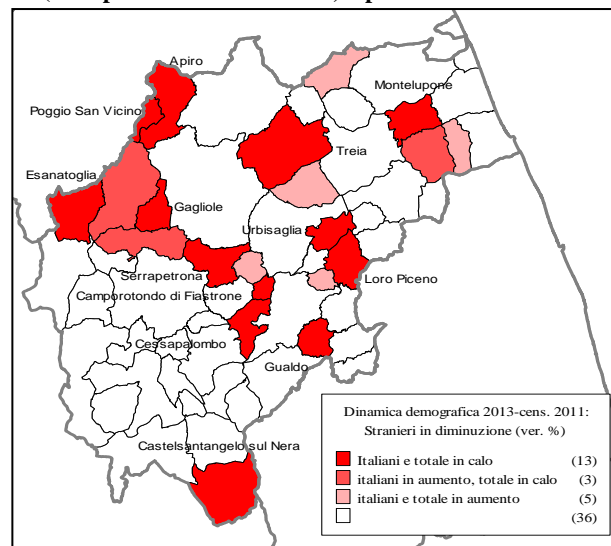 Apiro
Montelupone
Poggio San Vicino
Treia
Esanatoglia
Gagliole
Urbisaglia
Serrapetrona
Loro Piceno
Camporotondo di Fiastrone
Cessapalombo
Gualdo
Castelsantangelo sul Nera
Dinamica demografica 2013-cens. 2011:
Stranieri in diminuzione (ver. %)
Italiani e totale in calo (13)
italiani in aumento, totale in calo (3)
italiani e totale in aumento (5)
(36)